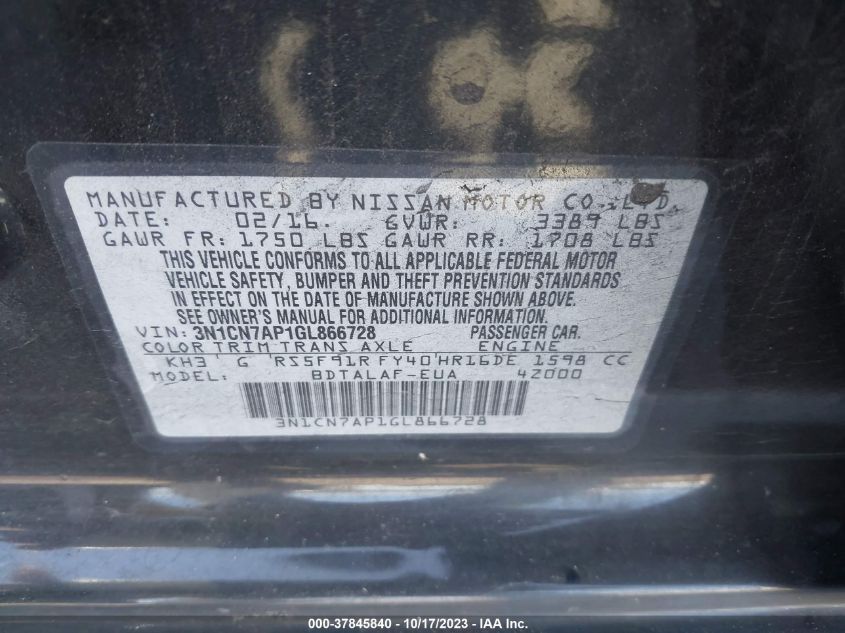 MANUFACTURED BY NISSAN MOTOR CO., LTD.
DATE: 02/16. GVWR: 3389 LBS
GAWR FR: 1750 LBS GAWR RR: 1708 LBS
THIS VEHICLE CONFORMS TO ALL APPLICABLE FEDERAL MOTOR
VEHICLE SAFETY, BUMPER AND THEFT PREVENTION STANDARDS
IN EFFECT ON THE DATE OF MANUFACTURE SHOWN ABOVE.
SEE OWNER'S MANUAL FOR ADDITIONAL INFORMATION
VIN: 3N1CN7AP1GL866728 PASSENGER CAR.
COLOR TRIM TRANS AXLE ENGINE
KH3 G RS5F91R FY40 HR16DE 1598 CC
MODEL: BDTALAF-EUA 42000
3N1CN7AP1GL866728
000-37845840 - 10/17/2023 - IAA Inc.